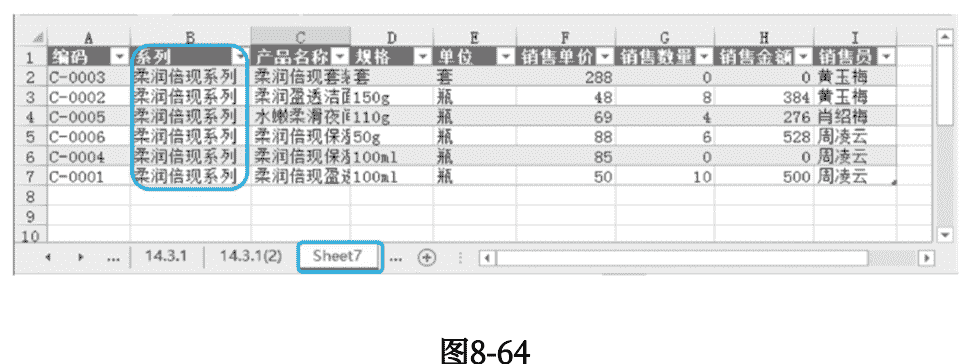 A B C D E F G H I
1 编码 系列 产品名称 规格 单位 销售单价 销售数量 销售金额 销售员
2 C-0003 柔润倍现系列 柔润倍现套 套 套 288 0 0 黄玉梅
3 C-0002 柔润倍现系列 柔润盈透洁 150g 瓶 48 8 384 黄玉梅
4 C-0005 柔润倍现系列 水嫩柔滑夜 110g 瓶 69 4 276 肖绍梅
5 C-0006 柔润倍现系列 柔润倍现保 50g 瓶 88 6 528 周凌云
6 C-0004 柔润倍现系列 柔润倍现保 100ml 瓶 85 0 0 周凌云
7 C-0001 柔润倍现系列 柔润倍现盈 100ml 瓶 50 10 500 周凌云
8
9
10
... 14.3.1 14.3.1(2) Sheet7 ...
图8-64